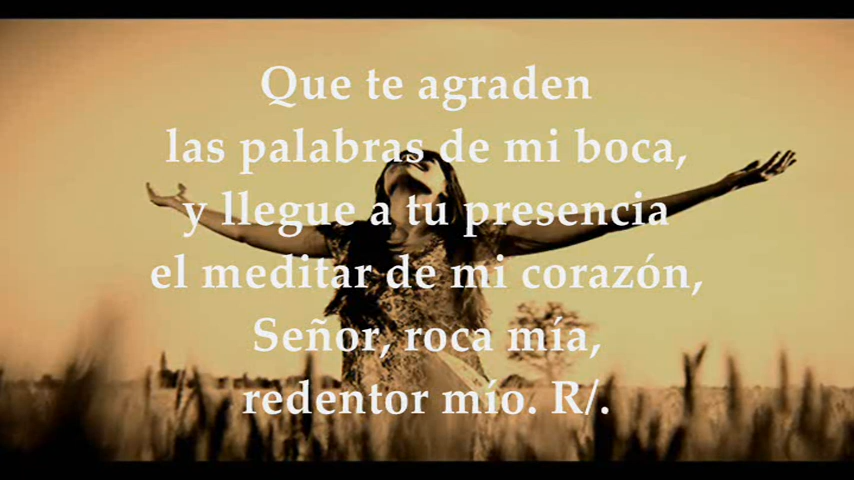 Que te agraden
las palabras de mi boca,
y llegue a tu presencia
el meditar de mi corazón,
Señor, roca mía,
redentor mío. R/.